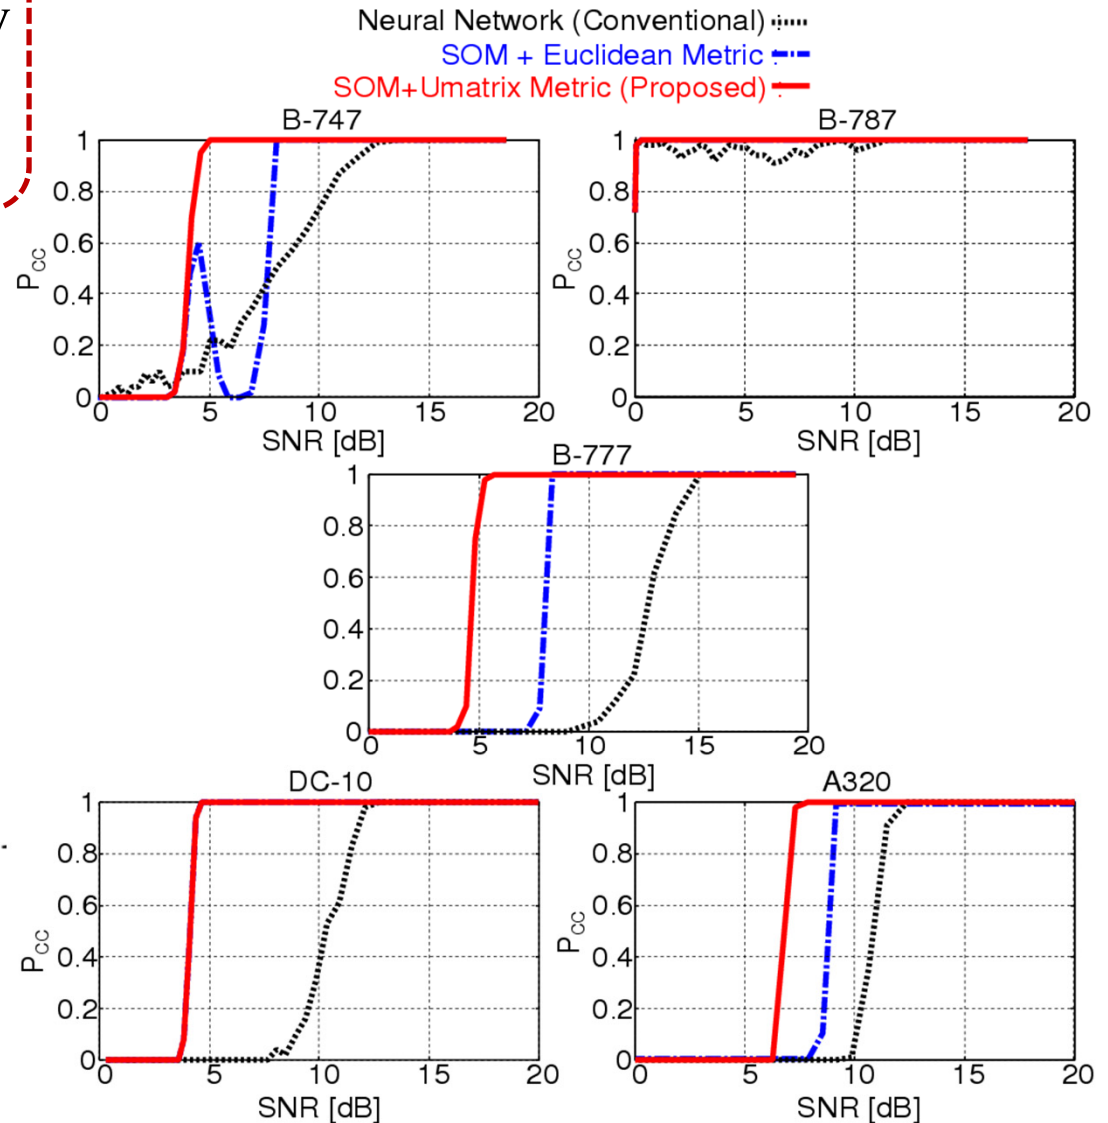 y
Neural Network (Conventional)
SOM + Euclidean Metric
SOM+Umatrix Metric (Proposed)
B-747
B-787
1
0.8
0.6
0.4
0.2
0
P_CC
0 5 10 15 20
SNR [dB]
1
0.8
0.6
0.4
0.2
0
P_CC
0 5 10 15 20
SNR [dB]
B-777
1
0.8
0.6
0.4
0.2
0
0 5 10 15 20
SNR [dB]
DC-10
A320
1
0.8
0.6
0.4
0.2
0
P_CC
0 5 10 15 20
SNR [dB]
1
0.8
0.6
0.4
0.2
0
P_CC
0 5 10 15 20
SNR [dB]